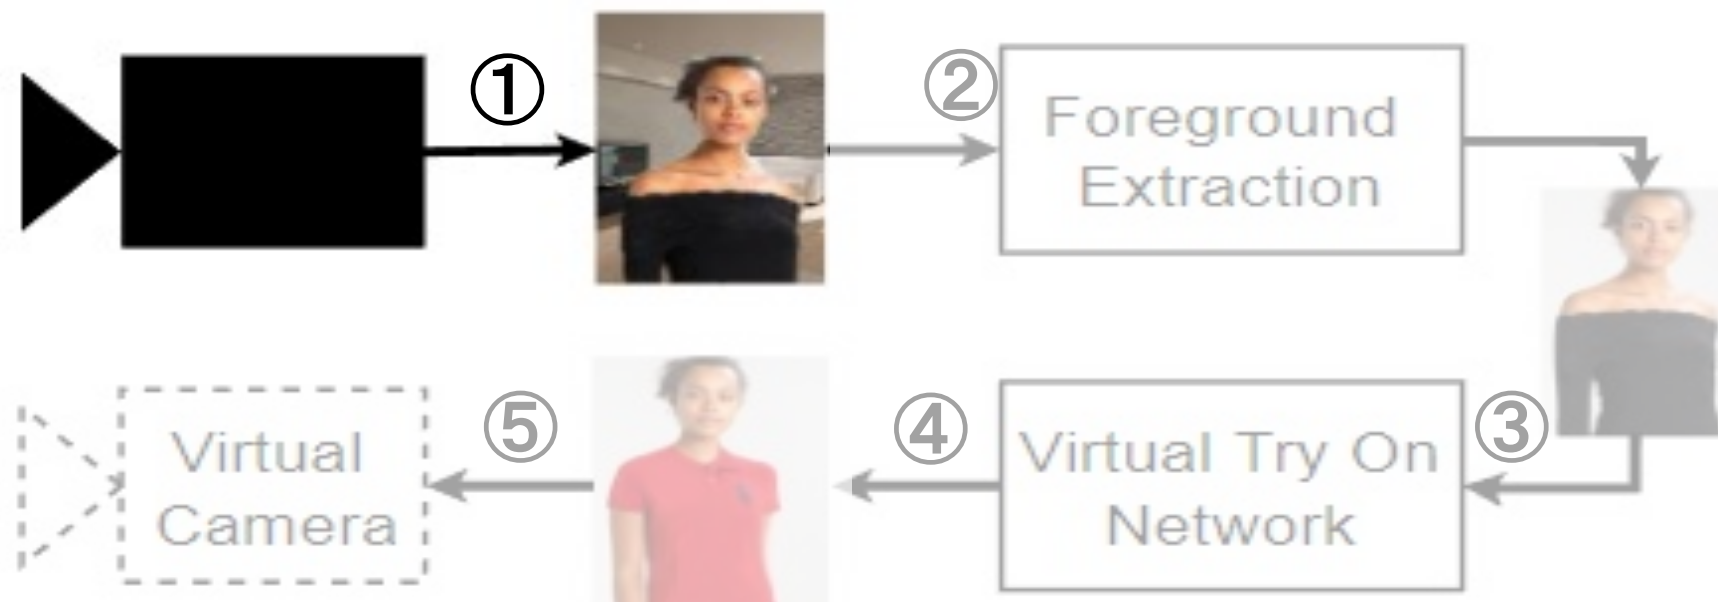 ①
②
Foreground
Extraction
③
Virtual Try On
Network
④
⑤
Virtual
Camera